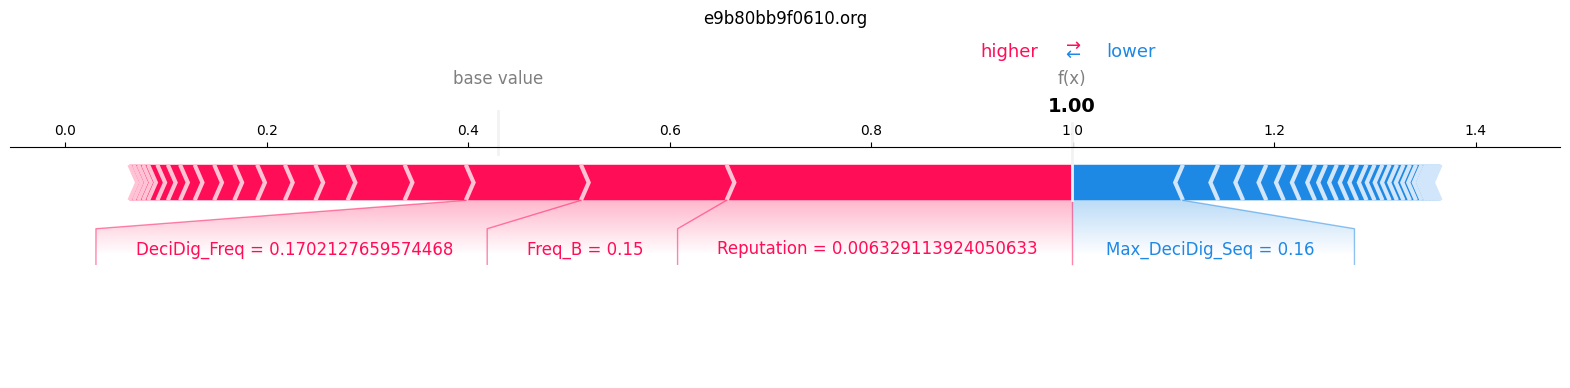 e9b80bb9f0610.org
higher ⇄ lower
base value f(x)
1.00
0.0 0.2 0.4 0.6 0.8 1.0 1.2 1.4
DeciDig_Freq = 0.1702127659574468 Freq_B = 0.15 Reputation = 0.006329113924050633 Max_DeciDig_Seq = 0.16